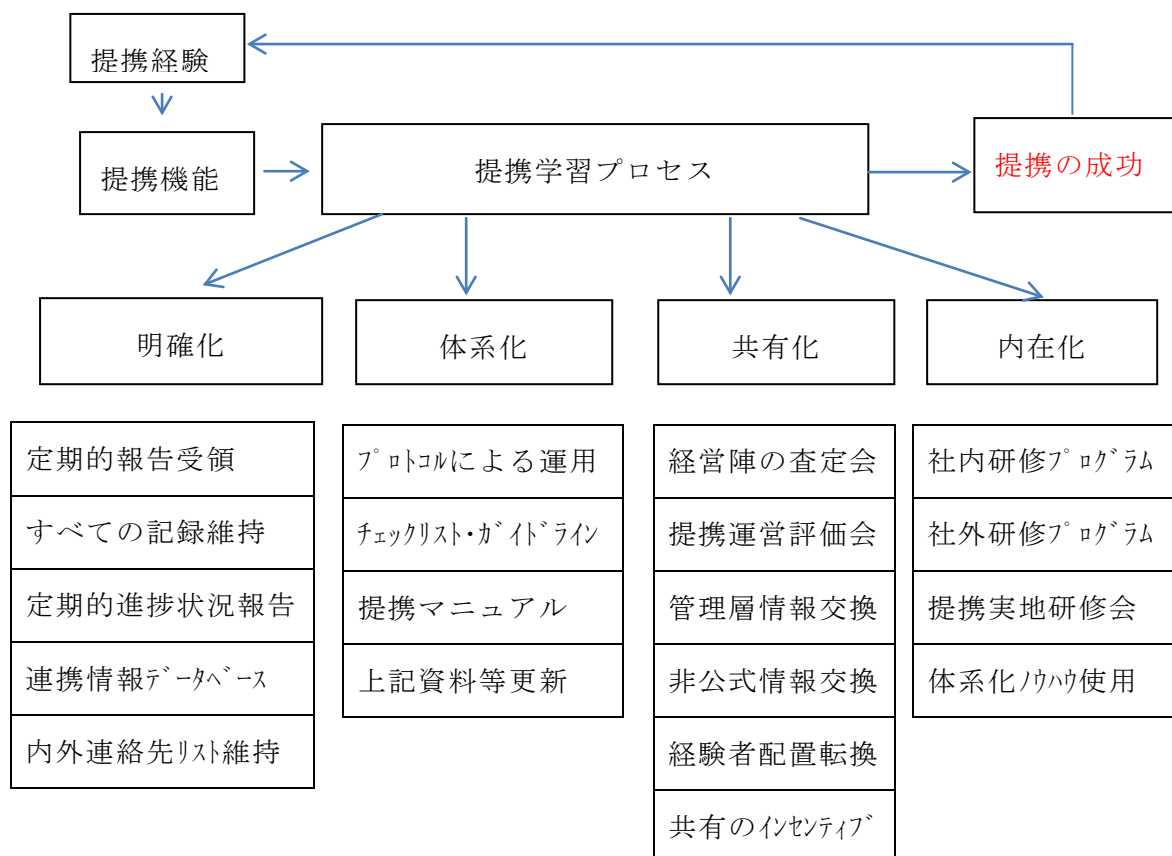 提携経験
提携機能
提携学習プロセス
提携の成功
明確化
体系化
共有化
内在化
定期的報告受領
すべての記録維持
定期的進捗状況報告
連携情報ﾃﾞｰﾀﾍﾞｰｽ
内外連絡先ﾘｽﾄ維持
ﾌﾟﾛﾄｺﾙによる運用
ﾁｪｯｸﾘｽﾄ・ｶﾞｲﾄﾞﾗｲﾝ
提携マニュアル
上記資料等更新
経営陣の査定会
提携運営評価会
管理層情報交換
非公式情報交換
経験者配置転換
共有のｲﾝｾﾝﾃｨﾌﾞ
社内研修ﾌﾟﾛｸﾞﾗﾑ
社外研修ﾌﾟﾛｸﾞﾗﾑ
提携実地研修会
体系化ﾉｳﾊｳ使用